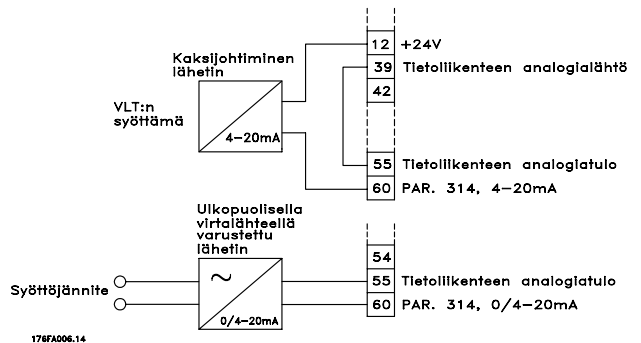 Kaksijohtiminen
lähetin
VLT:n
syöttämä
4-20mA
12 +24V
39 Tietoliikenteen analogialähtö
42
55 Tietoliikenteen analogiatulo
60 PAR. 314, 4-20mA
Ulkopuolisella
virtalähteellä
varustettu
lähetin
Syöttöjännite
~
0/4-20mA
54
55 Tietoliikenteen analogiatulo
60 PAR. 314, 0/4-20mA
176FA006.14